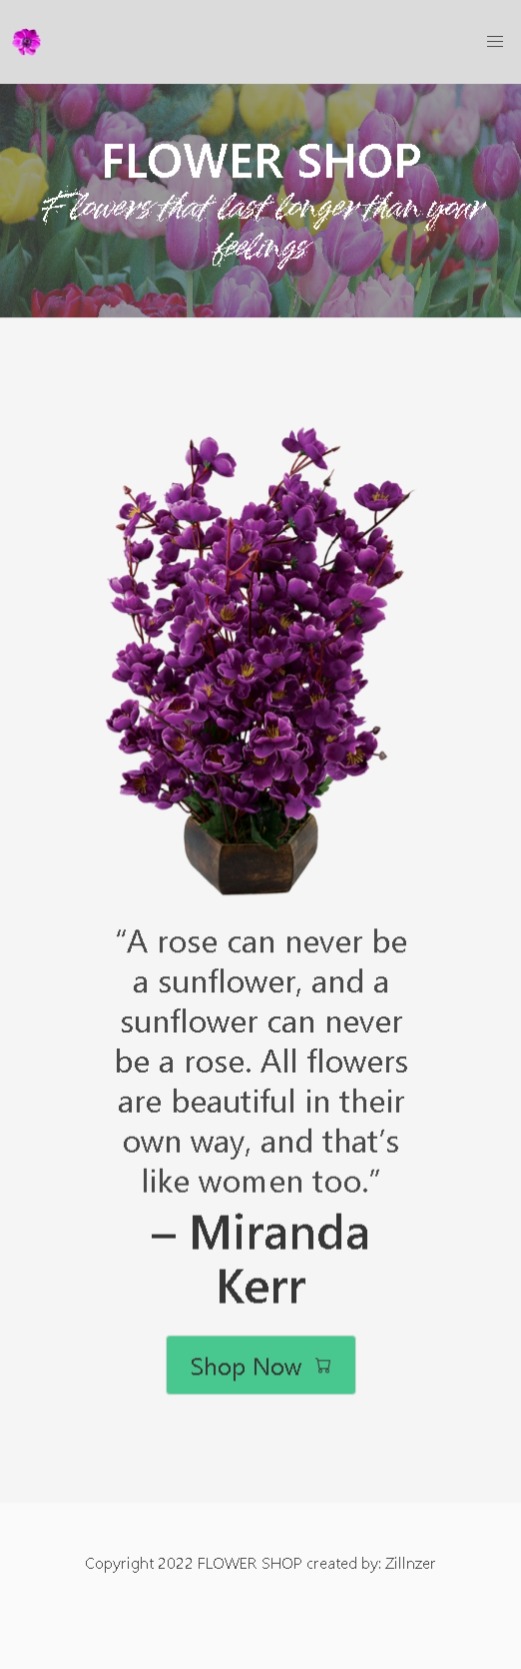 FLOWER SHOP
Flowers that last longer than your
feelings
“A rose can never be
a sunflower, and a
sunflower can never
be a rose. All flowers
are beautiful in their
own way, and that’s
like women too.”
– Miranda
Kerr
Shop Now
Copyright 2022 FLOWER SHOP created by: Zillnzer